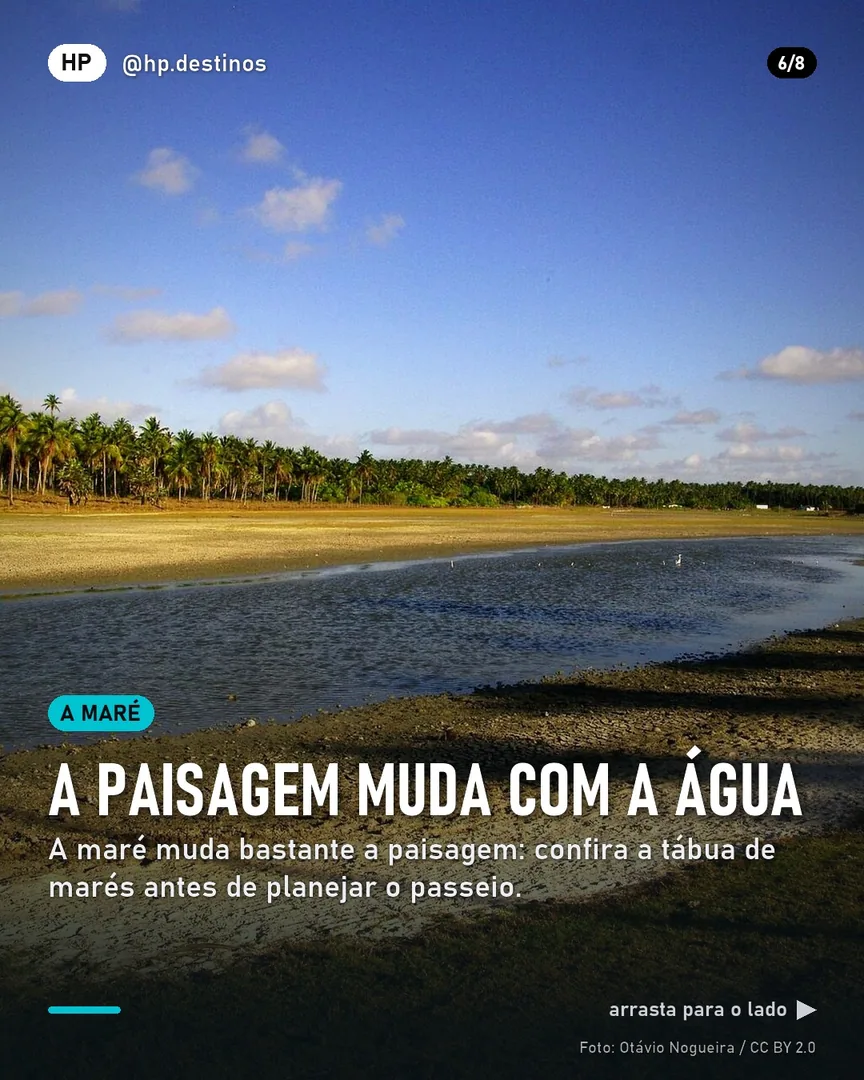 HP @hp.destinos
6/8
A MARÉ
A PAISAGEM MUDA COM A ÁGUA
A maré muda bastante a paisagem: confira a tábua de
marés antes de planejar o passeio.
arrasta para o lado ▶
Foto: Otávio Nogueira / CC BY 2.0